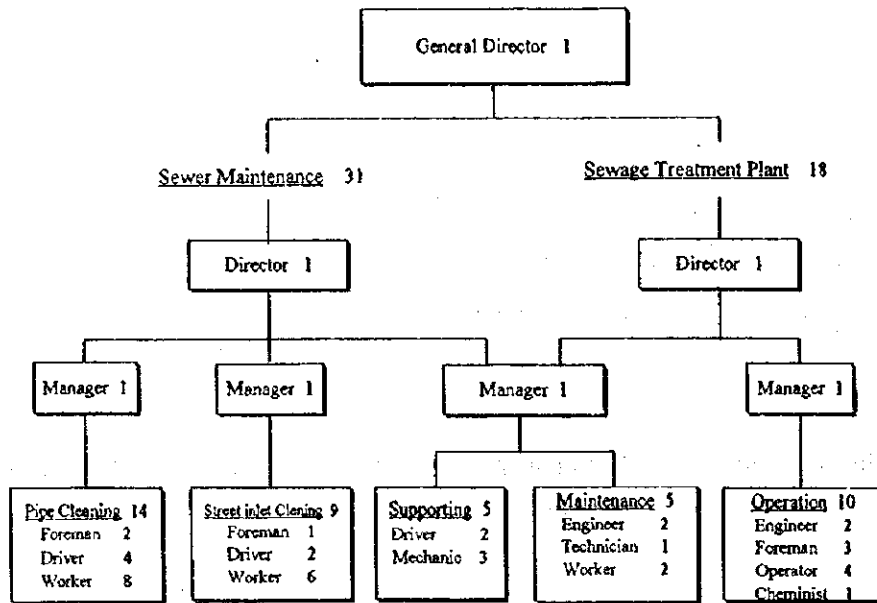 General Director 1
Sewer Maintenance 31
Sewage Treatment Plant 18
Director 1
Director 1
Manager 1
Manager 1
Manager 1
Manager 1
Pipe Cleaning 14
Foreman 2
Driver 4
Worker 8
Street inlet Clening 9
Foreman 1
Driver 2
Worker 6
Supporting 5
Driver 2
Mechanic 3
Maintenance 5
Engineer 2
Technician 1
Worker 2
Operation 10
Engineer 2
Foreman 3
Operator 4
Cheminist 1